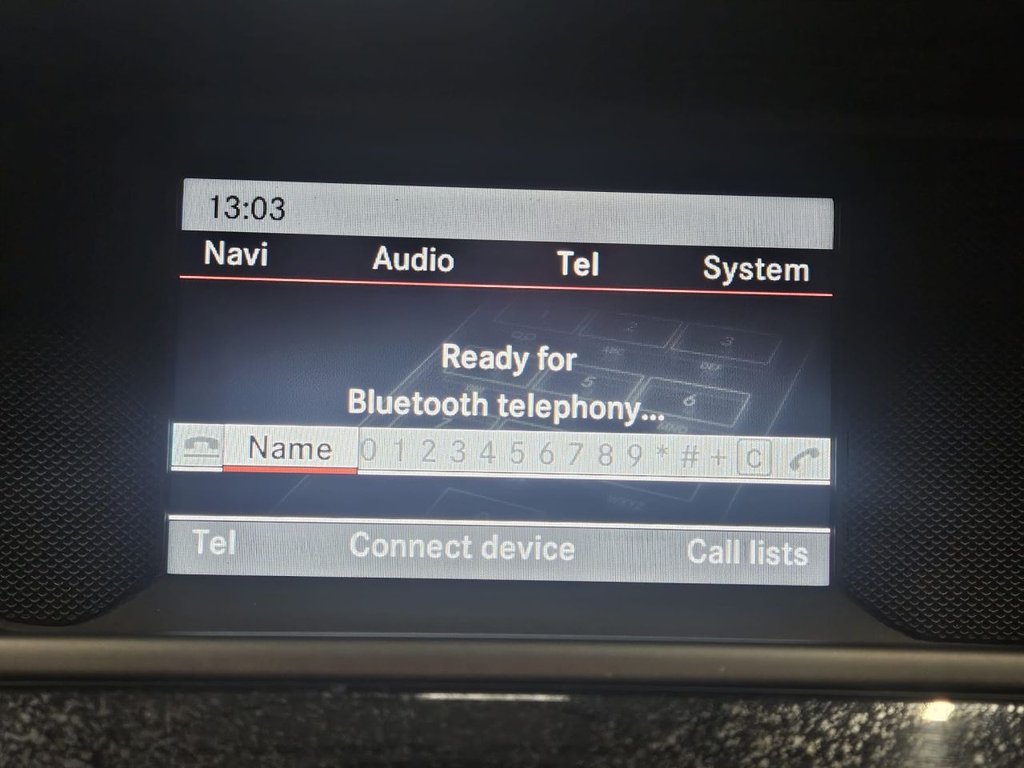 13:03
Navi Audio Tel System
Ready for
Bluetooth telephony...
Name 0 1 2 3 4 5 6 7 8 9 * # + C
Tel Connect device Call lists